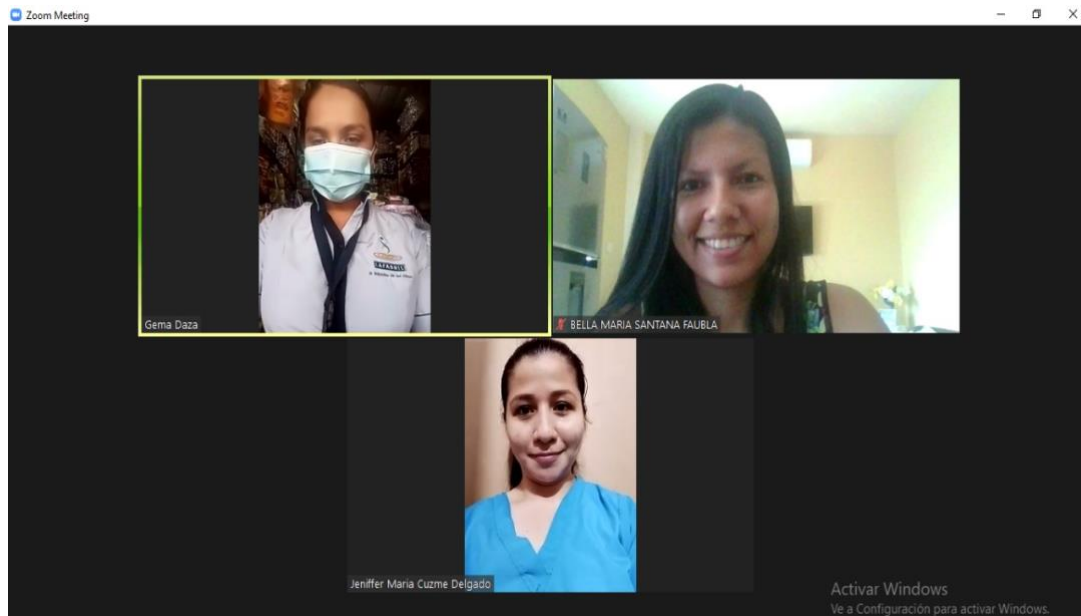 Zoom Meeting
Gema Daza
BELLA MARIA SANTANA FAUBLA
Jeniffer Maria Cuzme Delgado
Activar Windows
Ve a Configuración para activar Windows.